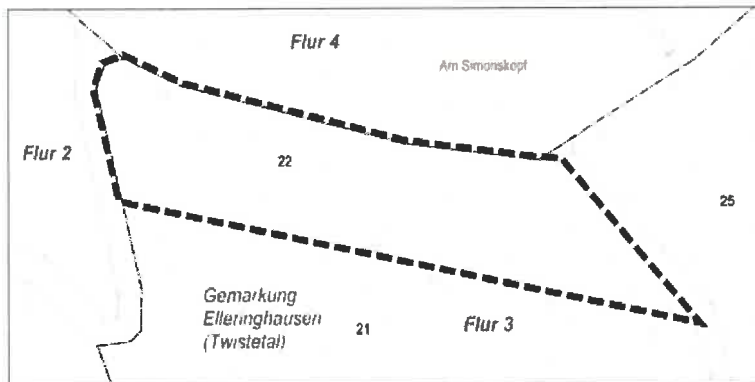 Flur 4
Am Simonskopf
Flur 2
22
25
Gemarkung
Elleringhausen
(Twistetal)
21
Flur 3